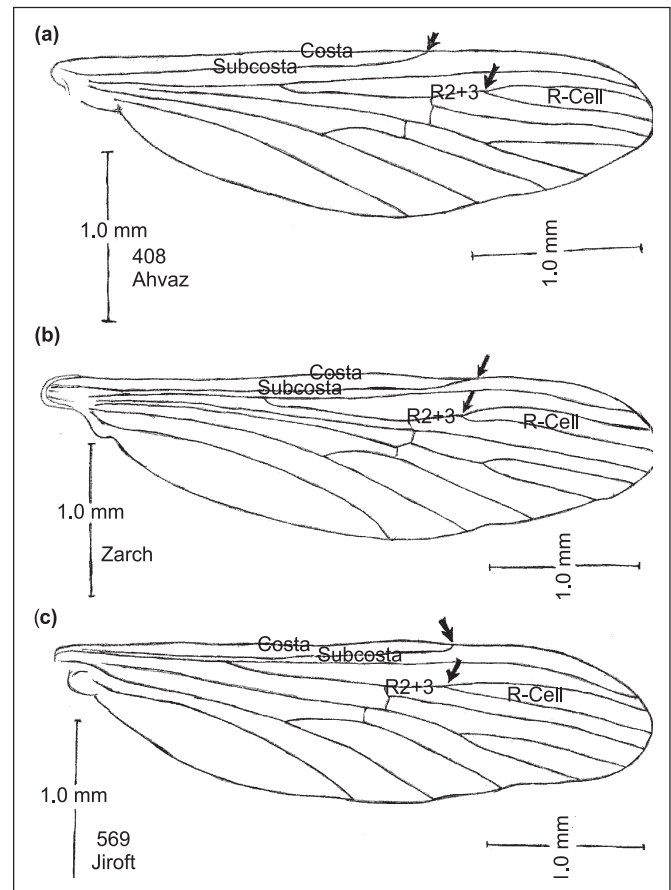 (a)
Costa
Subcosta
R2+3
R-Cell
1.0 mm
408
Ahvaz
1.0 mm
(b)
Costa
Subcosta
R2+3
R-Cell
1.0 mm
Zarch
1.0 mm
(c)
Costa
Subcosta
R2+3
R-Cell
1.0 mm
569
Jiroft
1.0 mm